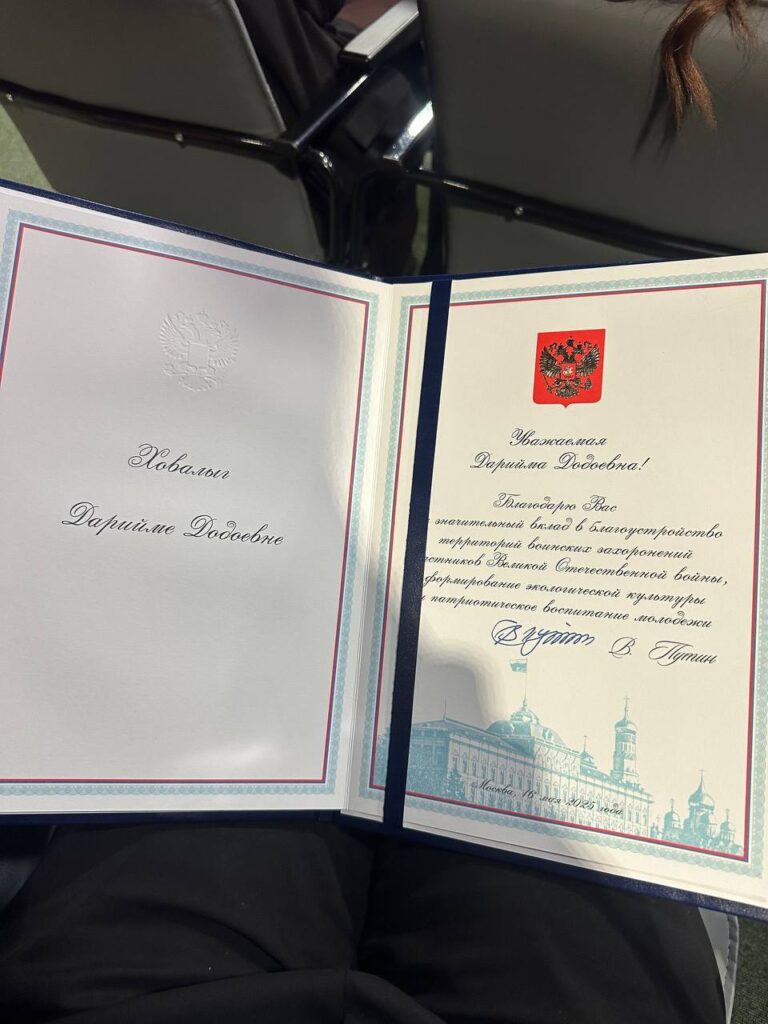 Ховалыг
Дарийме Додоевне
Уважаемая
Дарийма Додоевна!
Благодарю Вас
значительный вклад в благоустройство
территорий воинских захоронений
стников Великой Отечественной войны,
формирование экологической культуры
и патриотическое воспитание молодежи
В. Путин
Москва, 16 мая 2025 года